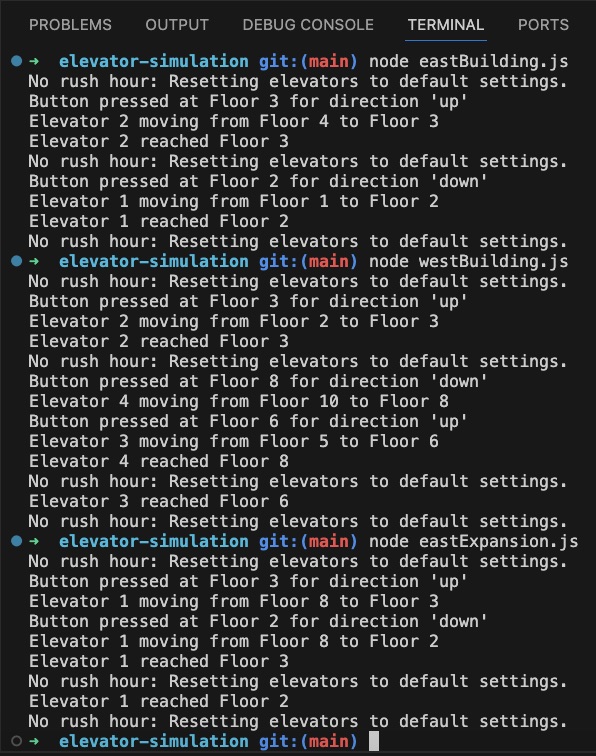 PROBLEMS OUTPUT DEBUG CONSOLE TERMINAL PORTS
➜ elevator-simulation git:(main) node eastBuilding.js
No rush hour: Resetting elevators to default settings.
Button pressed at Floor 3 for direction 'up'
Elevator 2 moving from Floor 4 to Floor 3
Elevator 2 reached Floor 3
No rush hour: Resetting elevators to default settings.
Button pressed at Floor 2 for direction 'down'
Elevator 1 moving from Floor 1 to Floor 2
Elevator 1 reached Floor 2
No rush hour: Resetting elevators to default settings.
➜ elevator-simulation git:(main) node westBuilding.js
No rush hour: Resetting elevators to default settings.
Button pressed at Floor 3 for direction 'up'
Elevator 2 moving from Floor 2 to Floor 3
Elevator 2 reached Floor 3
No rush hour: Resetting elevators to default settings.
Button pressed at Floor 8 for direction 'down'
Elevator 4 moving from Floor 10 to Floor 8
Button pressed at Floor 6 for direction 'up'
Elevator 3 moving from Floor 5 to Floor 6
Elevator 4 reached Floor 8
No rush hour: Resetting elevators to default settings.
Elevator 3 reached Floor 6
No rush hour: Resetting elevators to default settings.
➜ elevator-simulation git:(main) node eastExpansion.js
No rush hour: Resetting elevators to default settings.
Button pressed at Floor 3 for direction 'up'
Elevator 1 moving from Floor 8 to Floor 3
Button pressed at Floor 2 for direction 'down'
Elevator 1 moving from Floor 8 to Floor 2
Elevator 1 reached Floor 3
No rush hour: Resetting elevators to default settings.
Elevator 1 reached Floor 2
No rush hour: Resetting elevators to default settings.
➜ elevator-simulation git:(main)